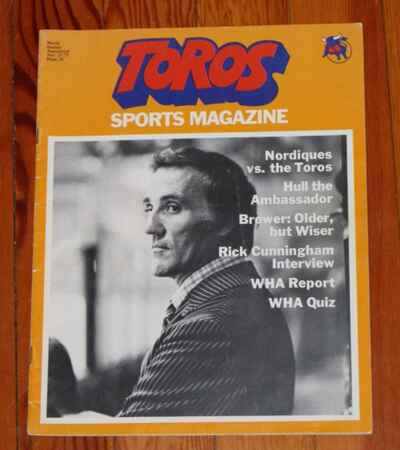 TOROS
SPORTS MAGAZINE
Nordiques
vs. the Toros
Hull the
Ambassador
Brewer: Older,
but Wiser
Rick Cunningham
Interview
WHA Report
WHA Quiz